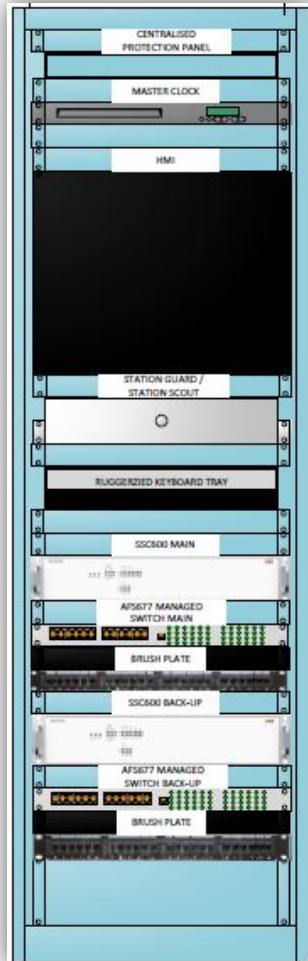 CENTRALISED
PROTECTION PANEL
MASTER CLOCK
HMI
STATION GUARD /
STATION SCOUT
RUGGERZIED KEYBOARD TRAY
SSC600 MAIN
AFS677 MANAGED
SWITCH MAIN
BRUSH PLATE
SSC600 BACK-UP
AFS677 MANAGED
SWITCH BACK-UP
BRUSH PLATE